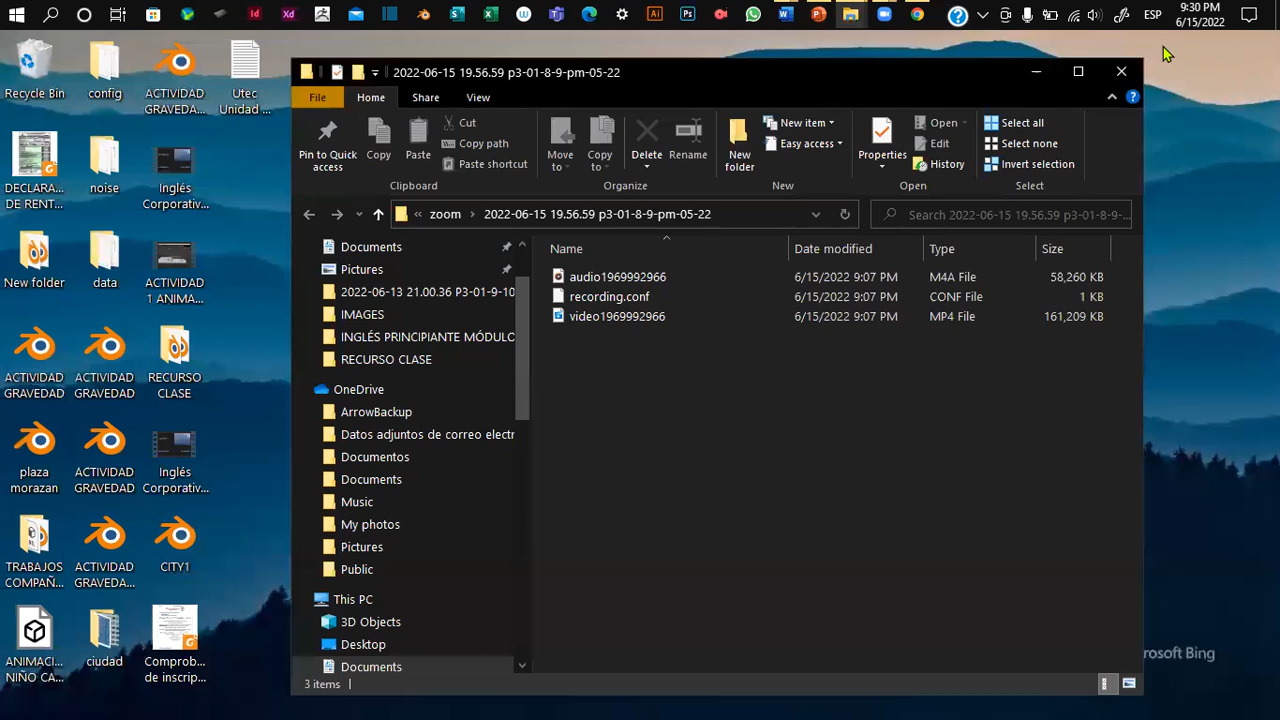 9:30 PM
ESP
6/15/2022
Recycle Bin
config
ACTIVIDAD
GRAVEDA...
Utec
Unidad ...
DECLARA...
DE RENT...
noise
Inglés
Corporativ...
New folder
data
ACTIVIDAD
1 ANIMA...
ACTIVIDAD
GRAVEDAD
ACTIVIDAD
GRAVEDAD
RECURSO
CLASE
plaza
morazan
ACTIVIDAD
GRAVEDAD
Inglés
Corporativ...
TRABAJOS
COMPAÑ...
ACTIVIDAD
GRAVEDA...
CITY1
ANIMACI...
NIÑO CA...
ciudad
Comprob...
de inscrip...
2022-06-15 19.56.59 p3-01-8-9-pm-05-22
File Home Share View
Pin to Quick
access
Copy
Paste
Cut
Copy path
Paste shortcut
Clipboard
Move
to
Copy
to
Delete
Rename
Organize
New
folder
New item
Easy access
New
Properties
Open
Edit
History
Open
Select all
Select none
Invert selection
Select
zoom 2022-06-15 19.56.59 p3-01-8-9-pm-05-22
Search 2022-06-15 19.56.59 p3-01-8-9-...
Documents
Pictures
2022-06-13 21.00.36 P3-01-9-10
IMAGES
INGLÉS PRINCIPIANTE MÓDULO
RECURSO CLASE
OneDrive
ArrowBackup
Datos adjuntos de correo electr
Documentos
Documents
Music
My photos
Pictures
Public
This PC
3D Objects
Desktop
Documents
Name Date modified Type Size
audio1969992966 6/15/2022 9:07 PM M4A File 58,260 KB
recording.conf 6/15/2022 9:07 PM CONF File 1 KB
video1969992966 6/15/2022 9:07 PM MP4 File 161,209 KB
3 items
rosoft Bing